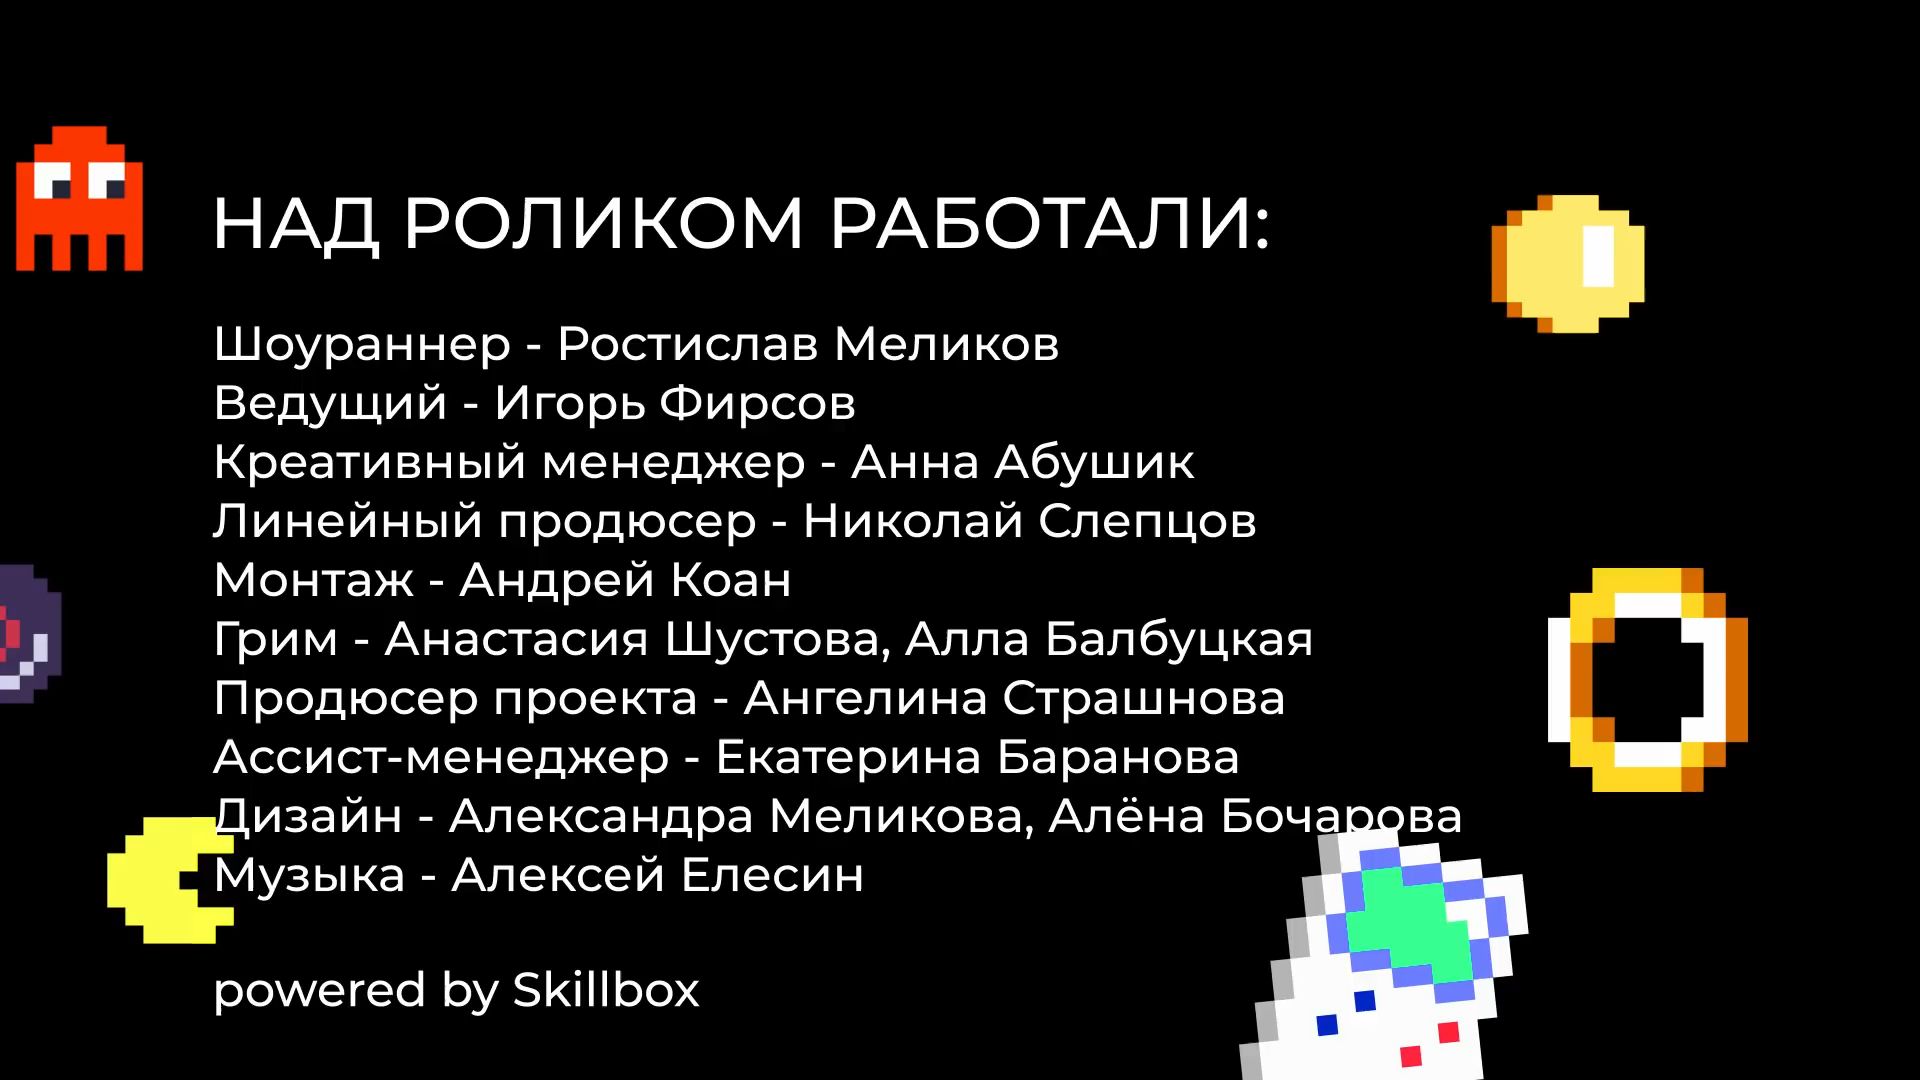 НАД РОЛИКОМ РАБОТАЛИ:
Шоураннер - Ростислав Меликов
Ведущий - Игорь Фирсов
Креативный менеджер - Анна Абушик
Линейный продюсер - Николай Слепцов
Монтаж - Андрей Коан
Грим - Анастасия Шустова, Алла Балбуцкая
Продюсер проекта - Ангелина Страшнова
Ассист-менеджер - Екатерина Баранова
Дизайн - Александра Меликова, Алёна Бочарова
Музыка - Алексей Елесин
powered by Skillbox